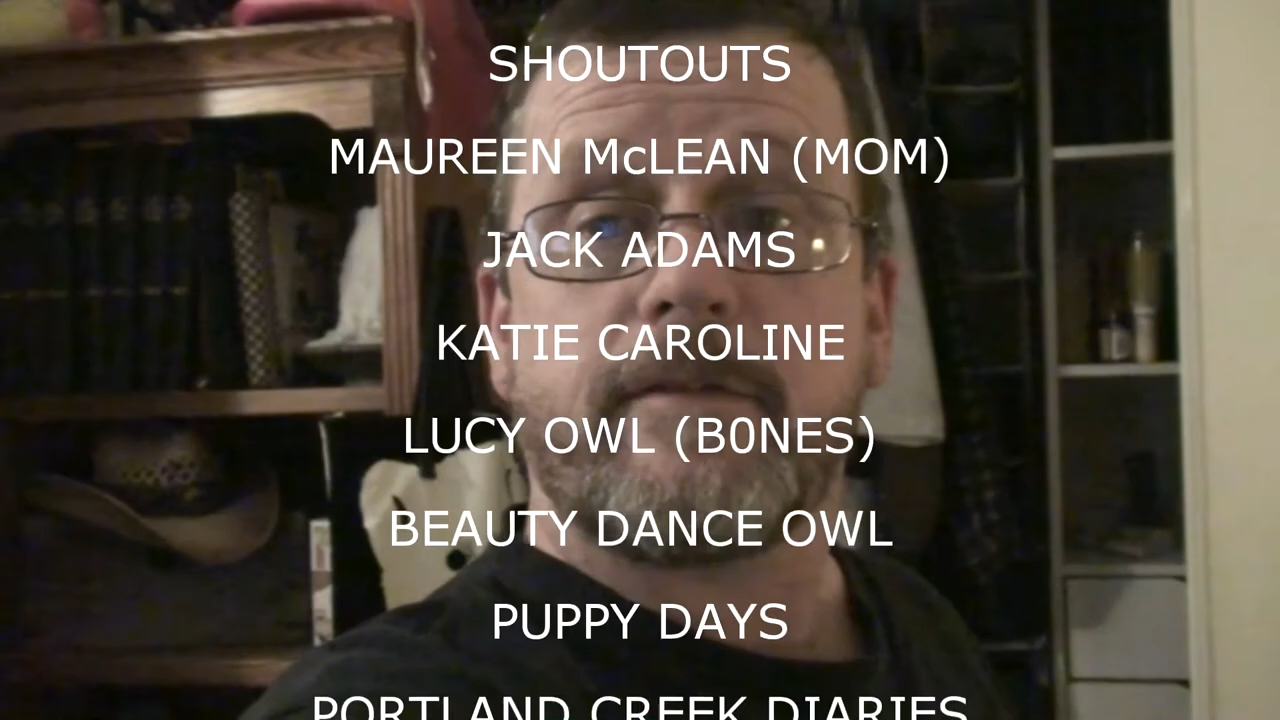 SHOUTOUTS
MAUREEN McLEAN (MOM)
JACK ADAMS
KATIE CAROLINE
LUCY OWL (B0NES)
BEAUTY DANCE OWL
PUPPY DAYS
PORTLAND CREEK DIARIES